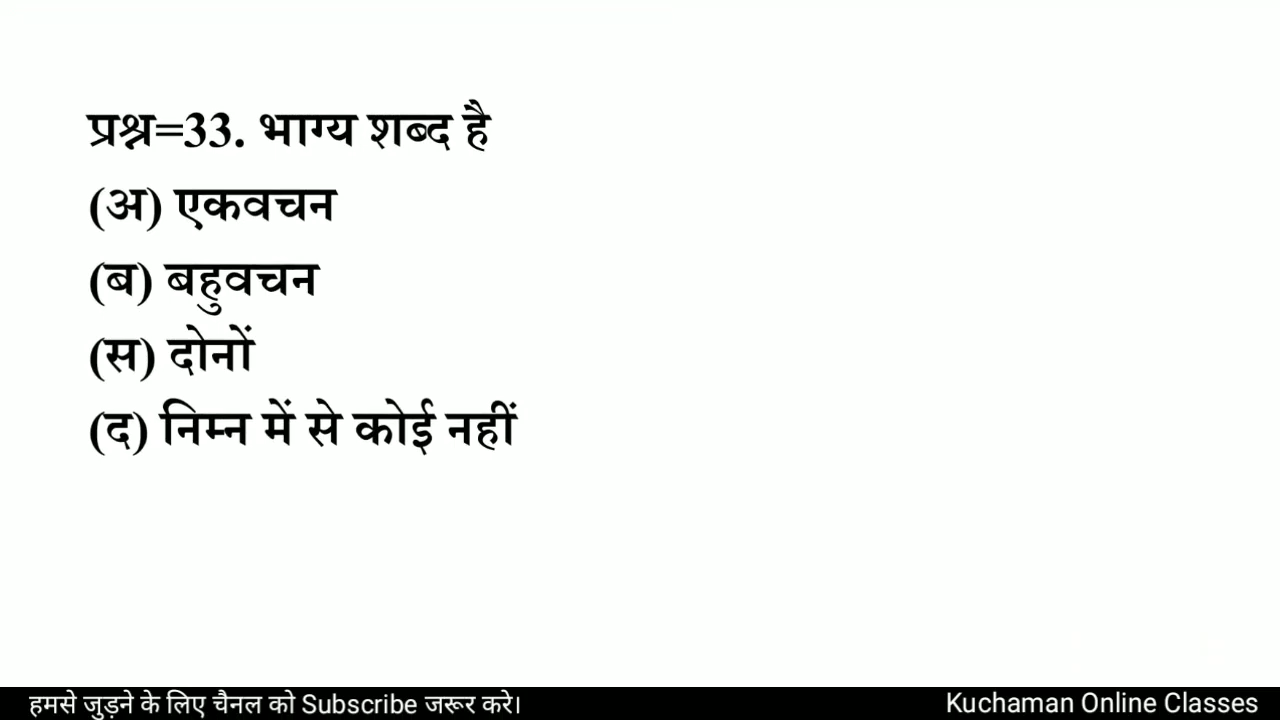 प्रश्न=33. भाग्य शब्द है
(अ) एकवचन
(ब) बहुवचन
(स) दोनों
(द) निम्न में से कोई नहीं
हमसे जुड़ने के लिए चैनल को Subscribe जरूर करे।
Kuchaman Online Classes